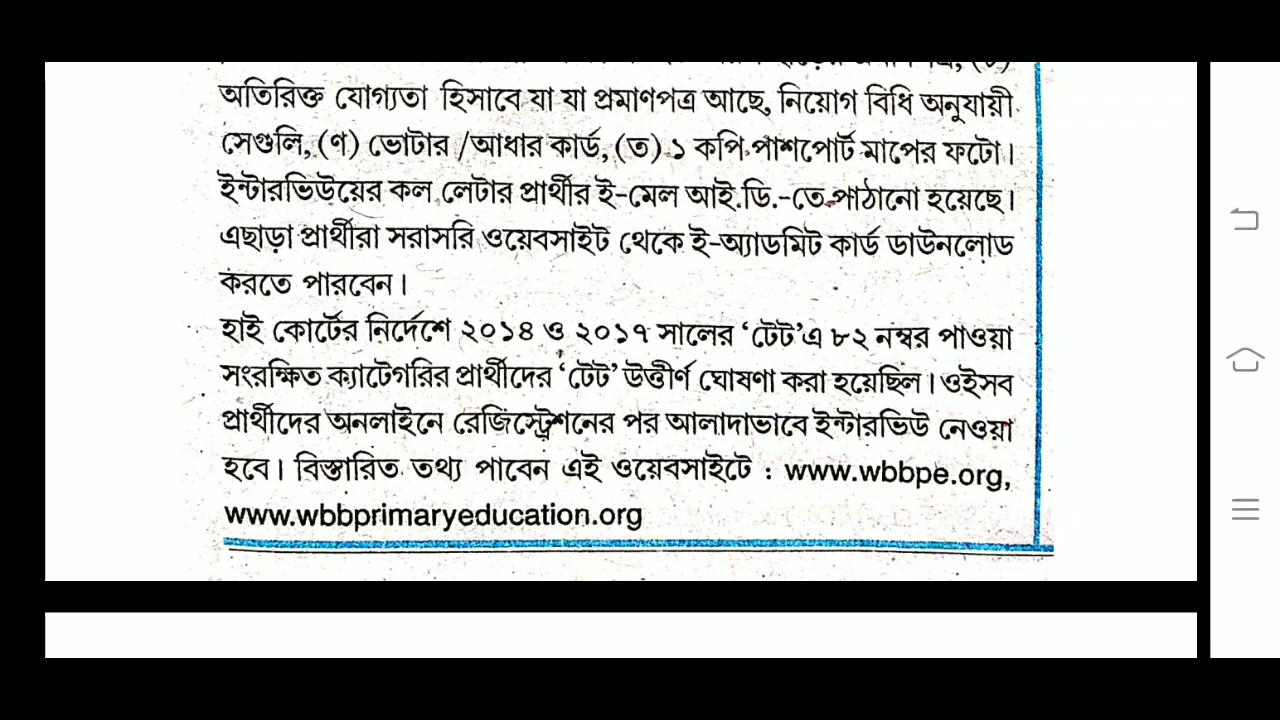 অতিরিক্ত যোগ্যতা হিসাবে যা যা প্রমাণপত্র আছে, নিয়োগ বিধি অনুযায়ী
সেগুলি, (ণ) ভোটার /আধার কার্ড, (ত) ১ কপি পাশপোর্ট মাপের ফটো।
ইন্টারভিউয়ের কল লেটার প্রার্থীর ই-মেল আই.ডি.-তে পাঠানো হয়েছে।
এছাড়া প্রার্থীরা সরাসরি ওয়েবসাইট থেকে ই-অ্যাডমিট কার্ড ডাউনলোড
করতে পারবেন।
হাই কোর্টের নির্দেশে ২০১৪ ও ২০১৭ সালের ‘টেট’এ ৮২ নম্বর পাওয়া
সংরক্ষিত ক্যাটেগরির প্রার্থীদের ‘টেট’ উত্তীর্ণ ঘোষণা করা হয়েছিল। ওইসব
প্রার্থীদের অনলাইনে রেজিস্ট্রেশনের পর আলাদাভাবে ইন্টারভিউ নেওয়া
হবে। বিস্তারিত তথ্য পাবেন এই ওয়েবসাইটে : www.wbbpe.org,
www.wbbprimaryeducation.org